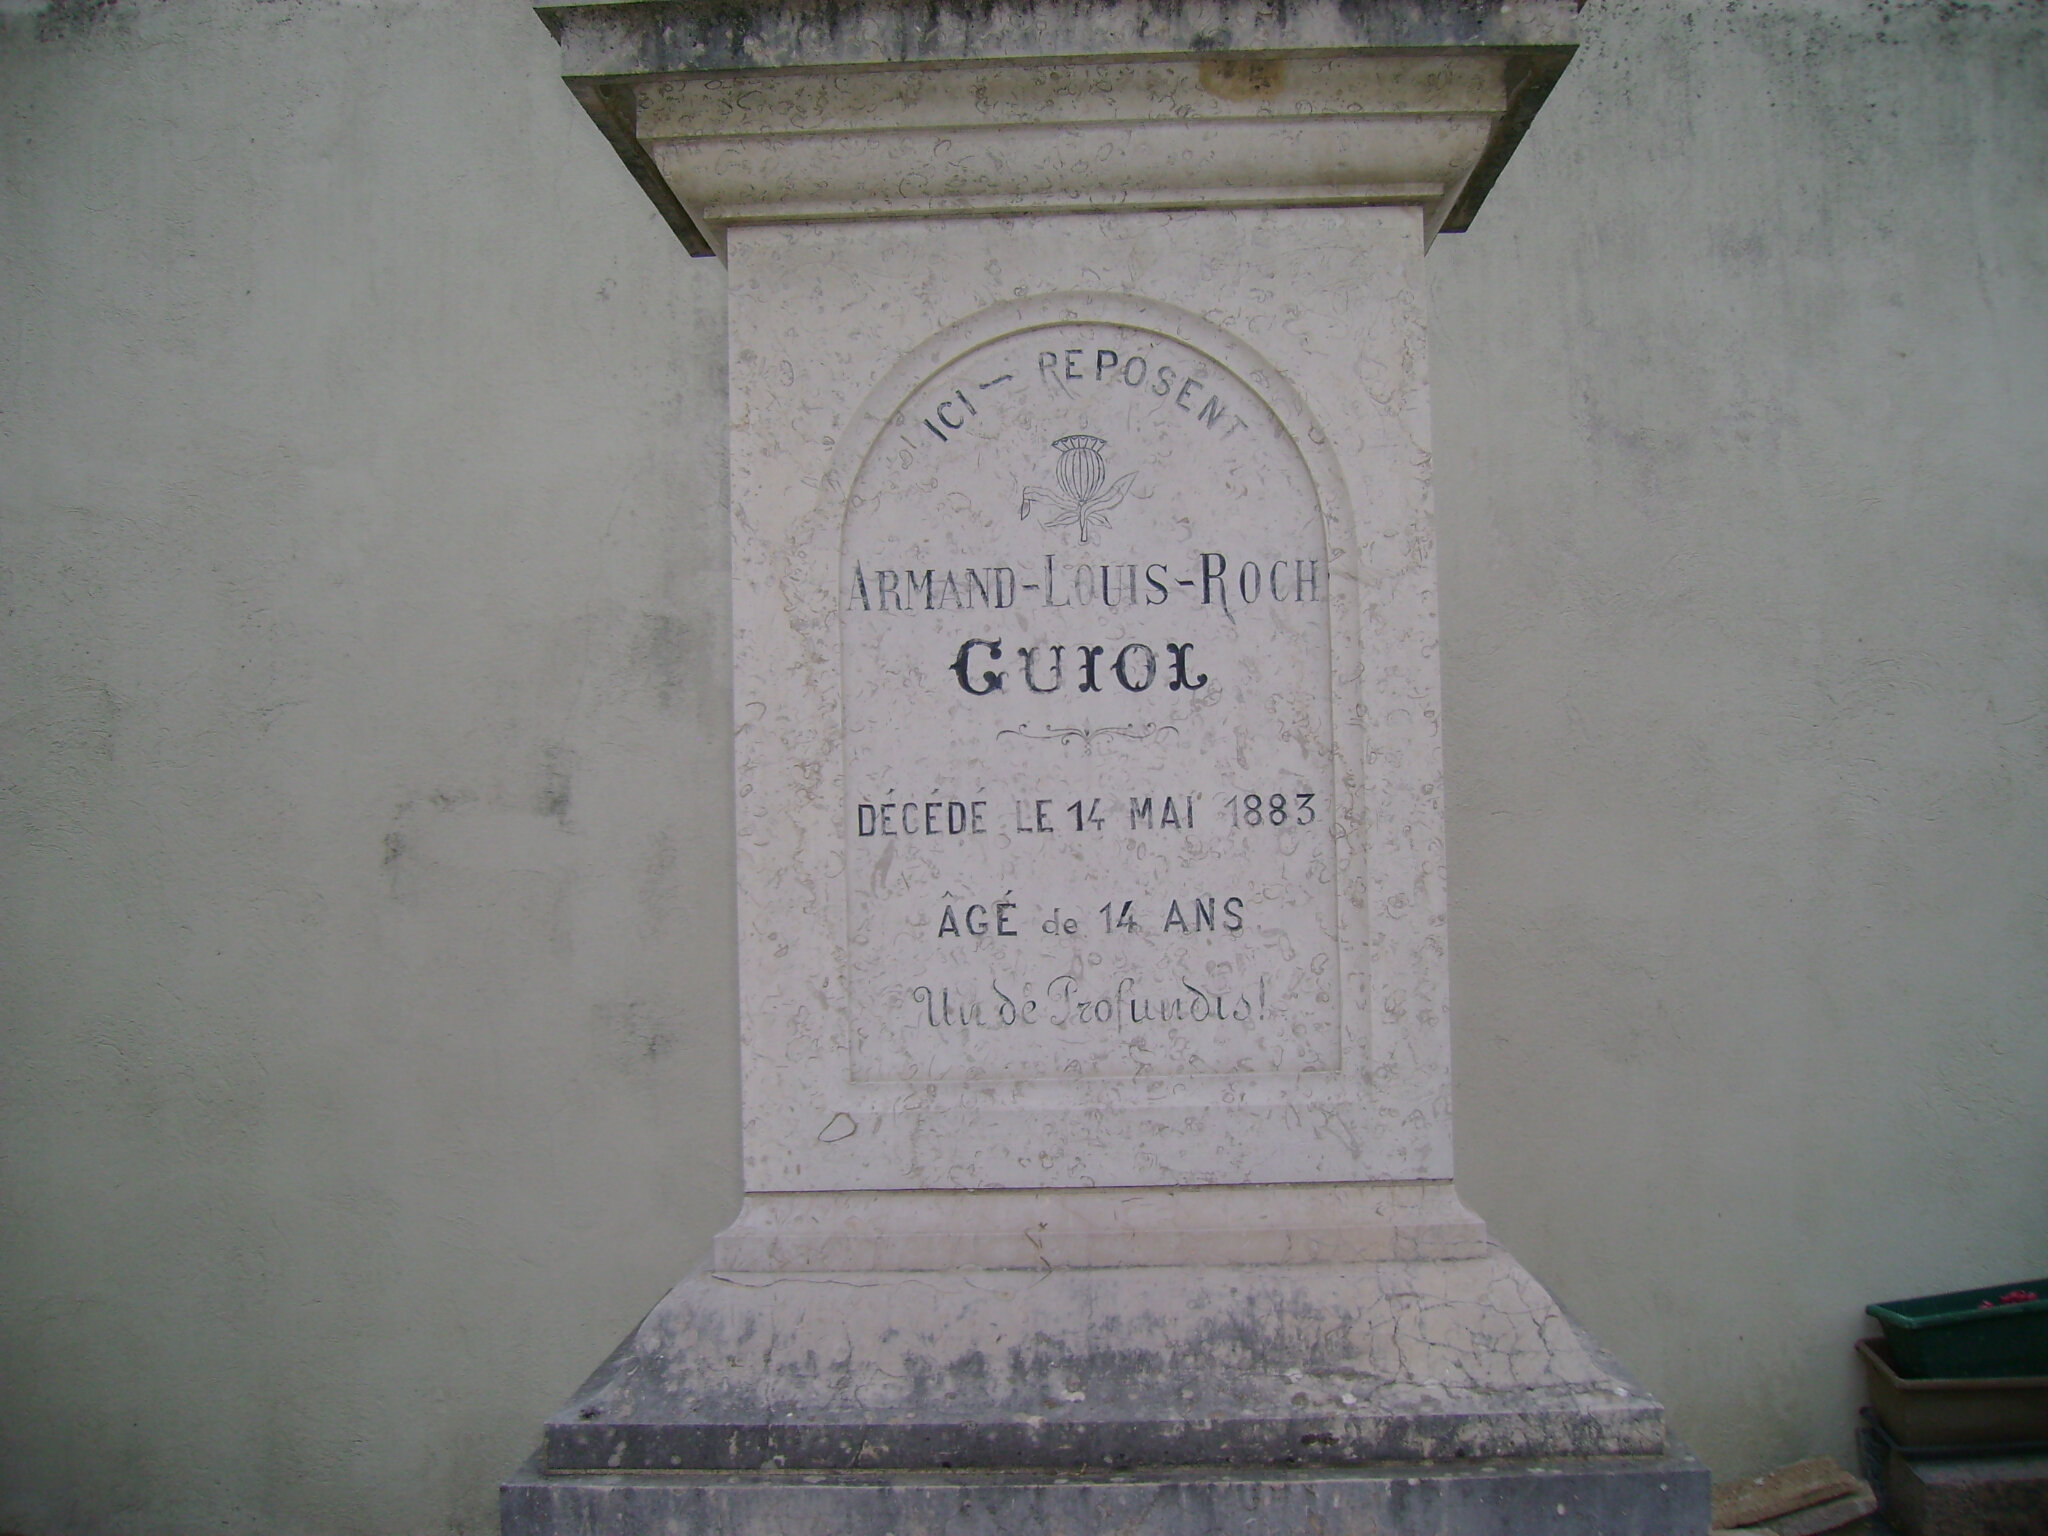 ICI — REPOSENT
ARMAND-LOUIS-ROCH
GUIOL
DÉCÉDÉ LE 14 MAI 1883
ÂGÉ de 14 ANS
Un de Profundis!